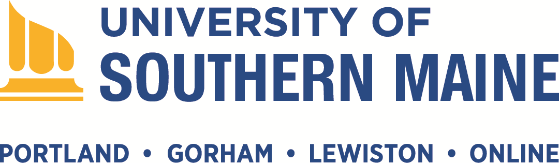 UNIVERSITY OF
SOUTHERN MAINE
PORTLAND • GORHAM • LEWISTON • ONLINE